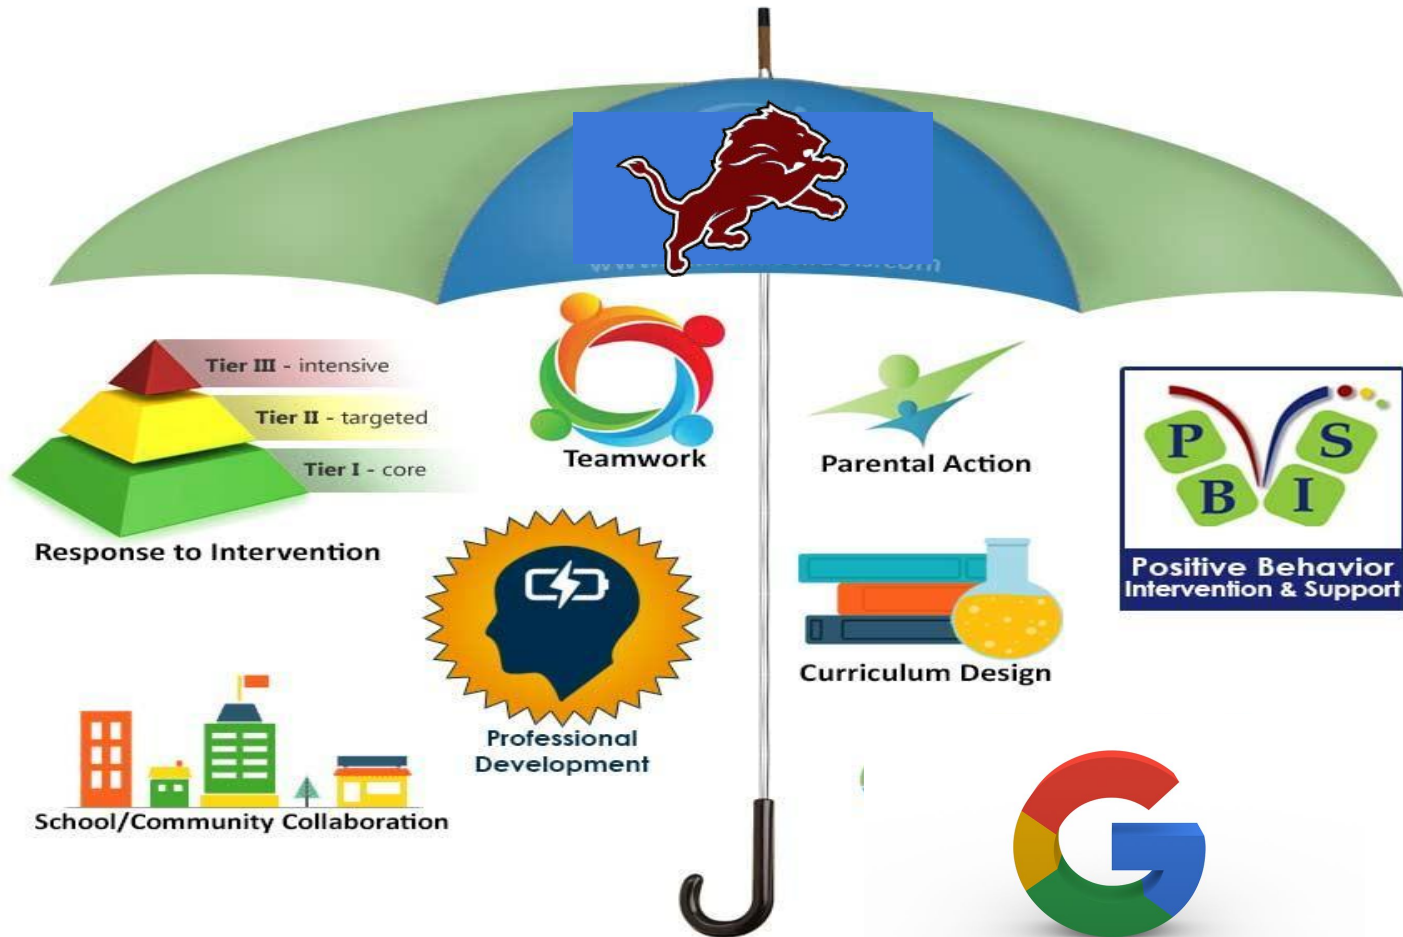 Tier III - intensive
Tier II - targeted
Tier I - core
Response to Intervention
Teamwork
Parental Action
P S
B I
Positive Behavior
Intervention & Support
Professional
Development
Curriculum Design
School/Community Collaboration
G